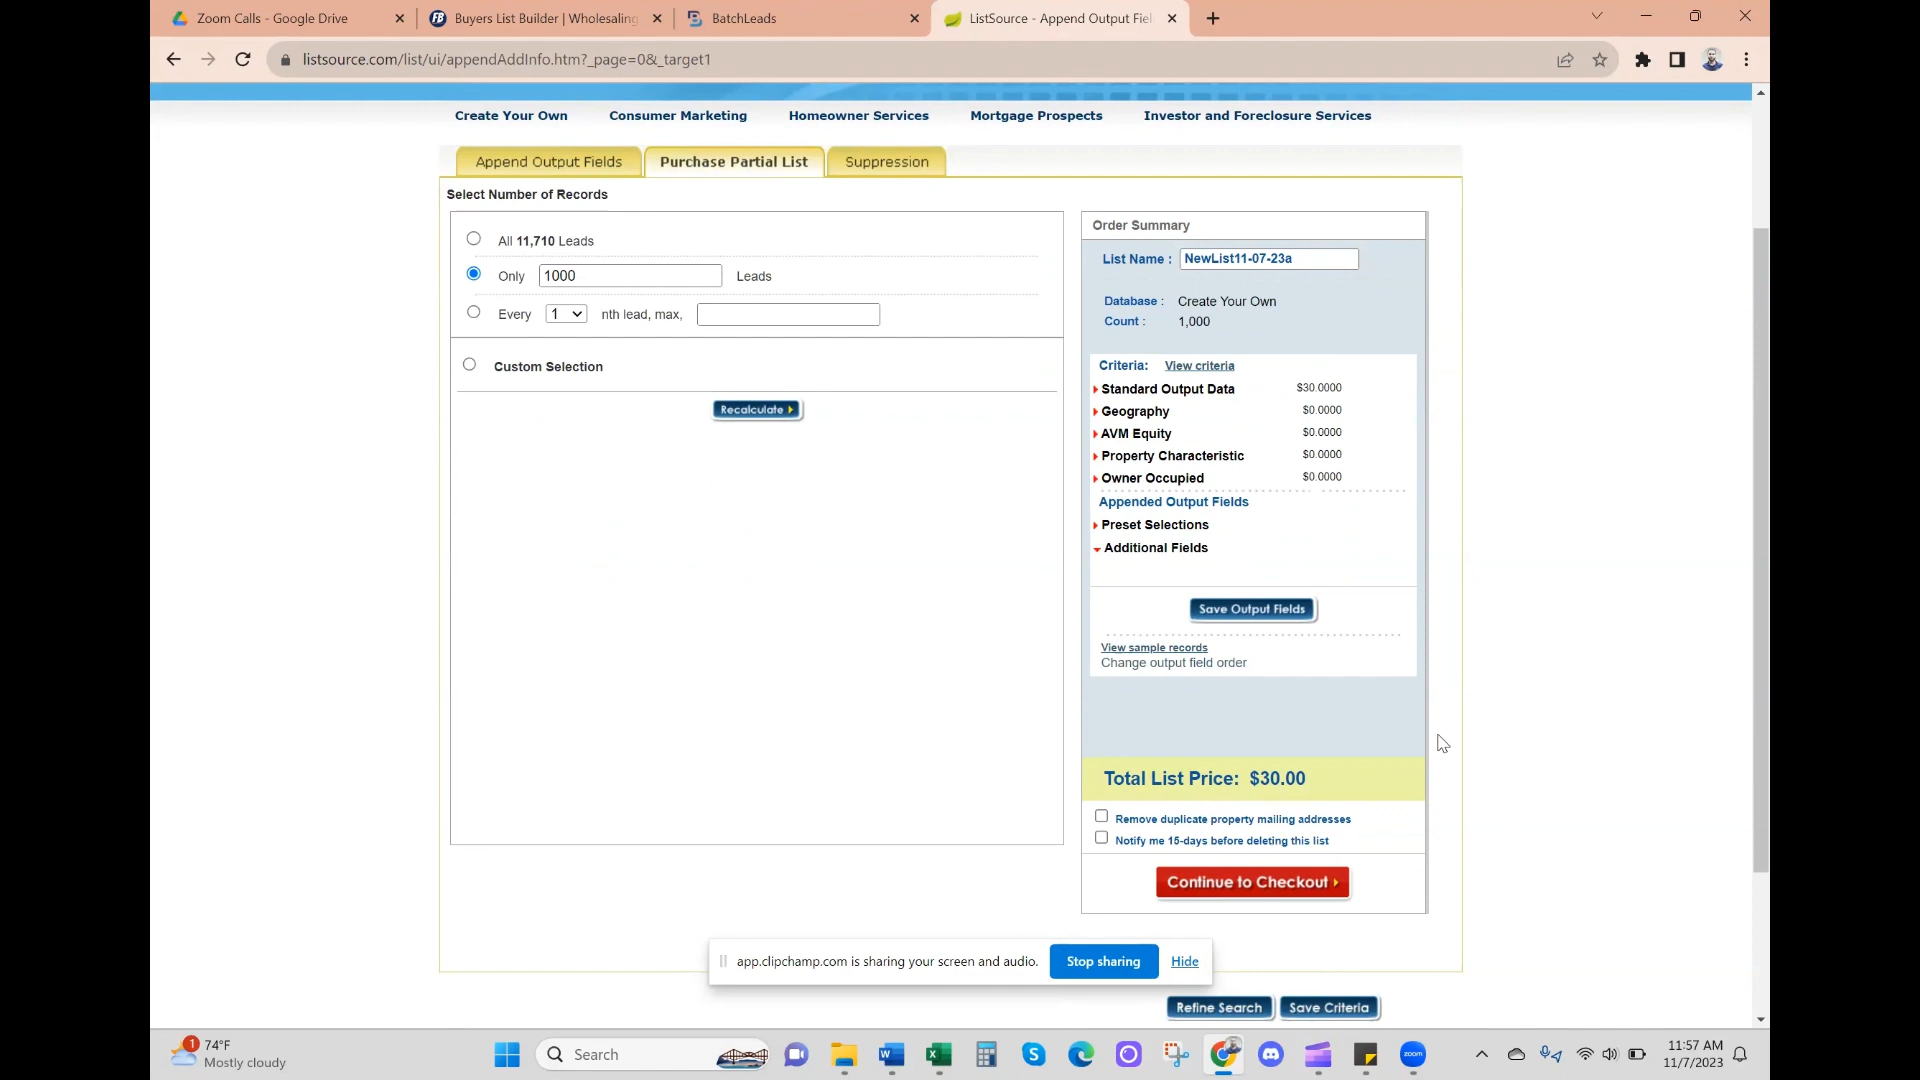 Zoom Calls - Google Drive
Buyers List Builder | Wholesaling
BatchLeads
ListSource - Append Output Fiel
listsource.com/list/ui/appendAddInfo.htm?_page=0&_target1
Create Your Own
Consumer Marketing
Homeowner Services
Mortgage Prospects
Investor and Foreclosure Services
Append Output Fields
Purchase Partial List
Suppression
Select Number of Records
All 11,710 Leads
Only 1000 Leads
Every 1 nth lead, max,
Custom Selection
Recalculate
Order Summary
List Name : NewList11-07-23a
Database : Create Your Own
Count : 1,000
Criteria: View criteria
Standard Output Data $30.0000
Geography $0.0000
AVM Equity $0.0000
Property Characteristic $0.0000
Owner Occupied $0.0000
Appended Output Fields
Preset Selections
Additional Fields
Save Output Fields
View sample records
Change output field order
Total List Price: $30.00
Remove duplicate property mailing addresses
Notify me 15-days before deleting this list
Continue to Checkout
app.clipchamp.com is sharing your screen and audio.
Stop sharing
Hide
Refine Search
Save Criteria
1
74°F
Mostly cloudy
Search
zoom
11:57 AM
11/7/2023